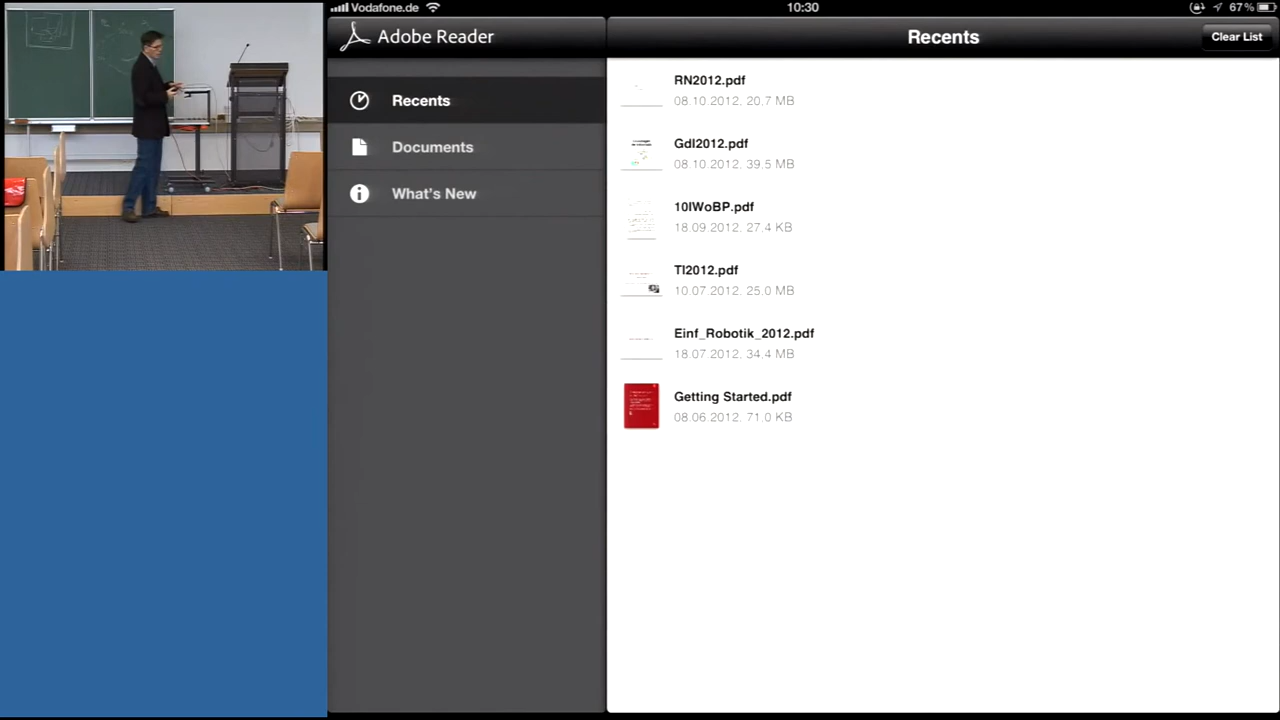 Vodafone.de
10:30
67%
Adobe Reader
Recents
Clear List
Recents
Documents
What's New
RN2012.pdf
08.10.2012, 20.7 MB
GdI2012.pdf
08.10.2012, 39.5 MB
10IWoBP.pdf
18.09.2012, 27.4 KB
TI2012.pdf
10.07.2012, 25.0 MB
Einf_Robotik_2012.pdf
18.07.2012, 34.4 MB
Getting Started.pdf
08.06.2012, 71.0 KB